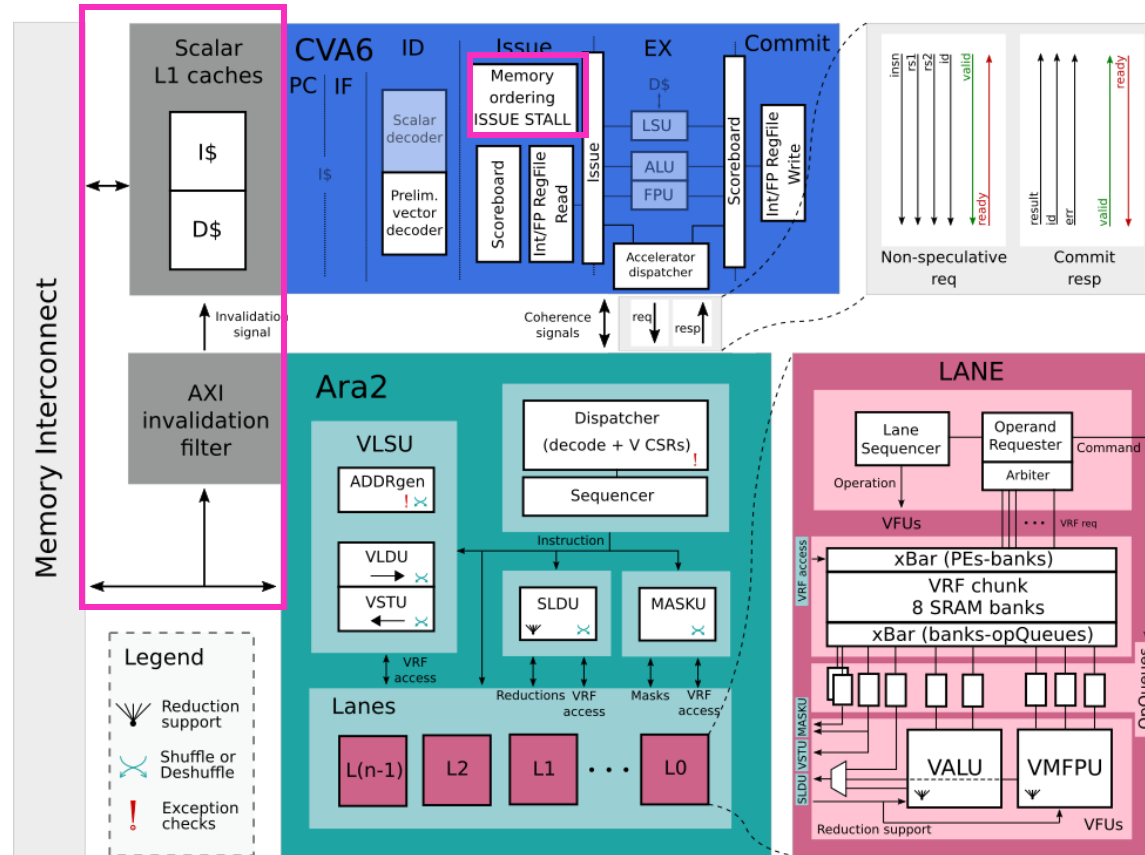 Memory Interconnect
Scalar
L1 caches
I$
D$
Invalidation
signal
AXI
invalidation
filter
CVA6
PC
IF
I$
ID
Scalar
decoder
Prelim.
vector
decoder
Issue
Memory
ordering
ISSUE STALL
Scoreboard
Int/FP RegFile
Read
Issue
EX
D$
LSU
ALU
FPU
Accelerator
dispatcher
Scoreboard
Commit
Int/FP RegFile
Write
insn
rs1
rs2
id
valid
ready
Non-speculative
req
result
id
err
valid
ready
Commit
resp
Coherence
signals
req
resp
Ara2
VLSU
ADDRgen
!
VLDU
VSTU
Dispatcher
(decode + V CSRs)
!
Sequencer
Instruction
SLDU
MASKU
VRF
access
Reductions
VRF
access
Masks
VRF
access
Lanes
L(n-1)
L2
L1
• • •
L0
LANE
Lane
Sequencer
Operand
Requester
Arbiter
Command
Operation
VFUs
• • •
VRF req
VRF access
xBar (PEs-banks)
VRF chunk
8 SRAM banks
xBar (banks-opQueues)
OpQueues
MASKU
VSTU
SLDU
VALU
VMFPU
Reduction support
VFUs
Legend
Reduction
support
Shuffle or
Deshuffle
!
Exception
checks